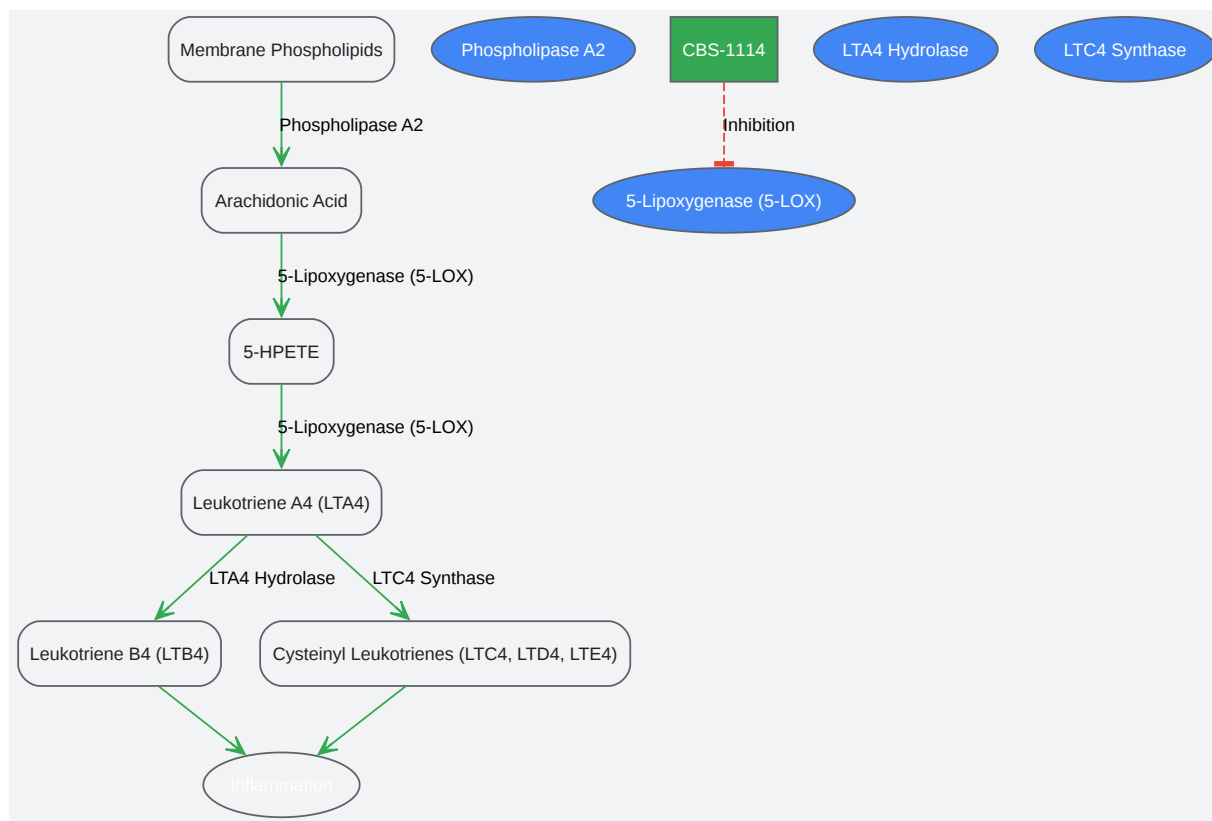 Membrane Phospholipids
Phospholipase A2
CBS-1114
LTA4 Hydrolase
LTC4 Synthase
Phospholipase A2
Inhibition
Arachidonic Acid
5-Lipoxygenase (5-LOX)
5-Lipoxygenase (5-LOX)
5-HPETE
5-Lipoxygenase (5-LOX)
Leukotriene A4 (LTA4)
LTA4 Hydrolase
LTC4 Synthase
Leukotriene B4 (LTB4)
Cysteinyl Leukotrienes (LTC4, LTD4, LTE4)
Inflammation